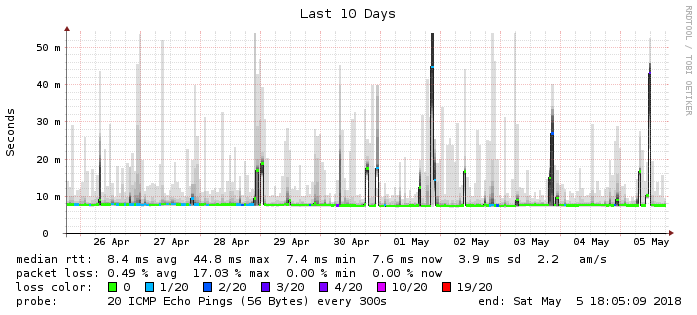 Last 10 Days
RRDTOOL / TOBI OETIKER
Seconds
50 m
40 m
30 m
20 m
10 m
0
26 Apr 27 Apr 28 Apr 29 Apr 30 Apr 01 May 02 May 03 May 04 May 05 May
median rtt: 8.4 ms avg 44.8 ms max 7.4 ms min 7.6 ms now 3.9 ms sd 2.2 am/s
packet loss: 0.49 % avg 17.03 % max 0.00 % min 0.00 % now
loss color: 0 1/20 2/20 3/20 4/20 10/20 19/20
probe: 20 ICMP Echo Pings (56 Bytes) every 300s end: Sat May 5 18:05:09 2018